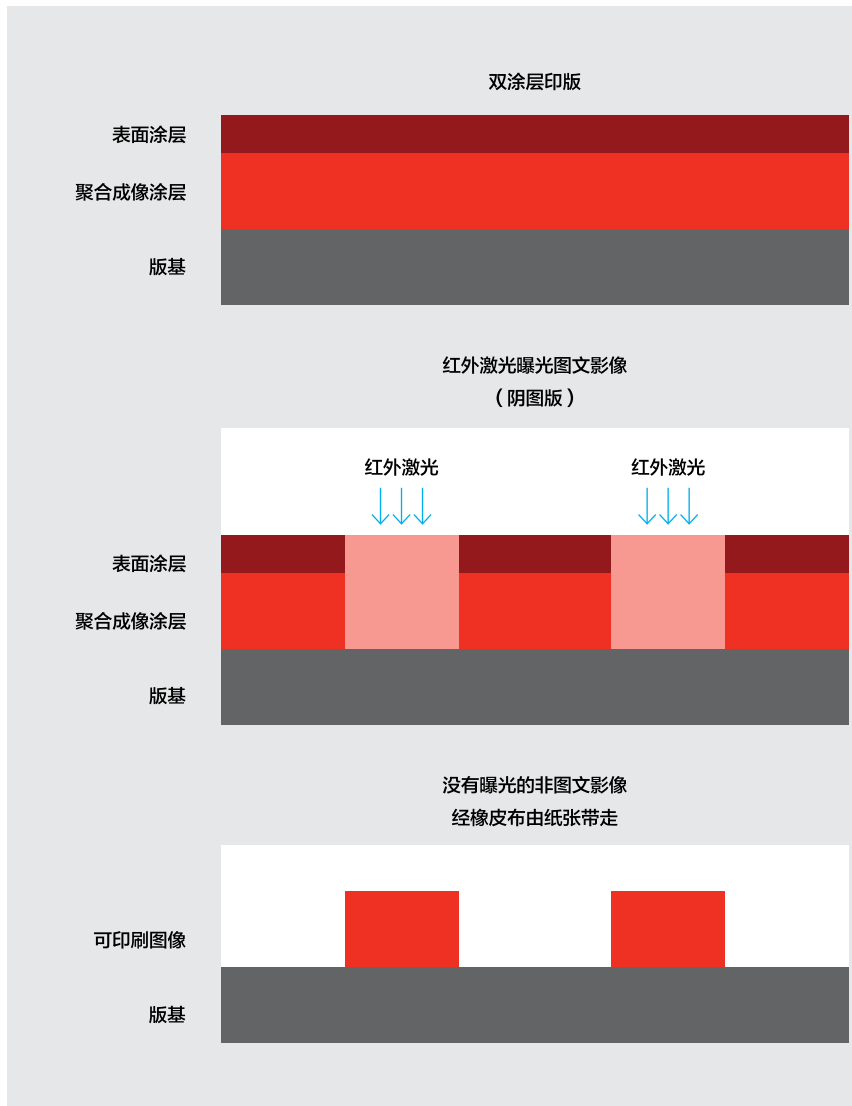 双涂层印版
表面涂层
聚合成像涂层
版基
红外激光曝光图文影像
（阴图版）
红外激光 红外激光
表面涂层
聚合成像涂层
版基
没有曝光的非图文影像
经橡皮布由纸张带走
可印刷图像
版基